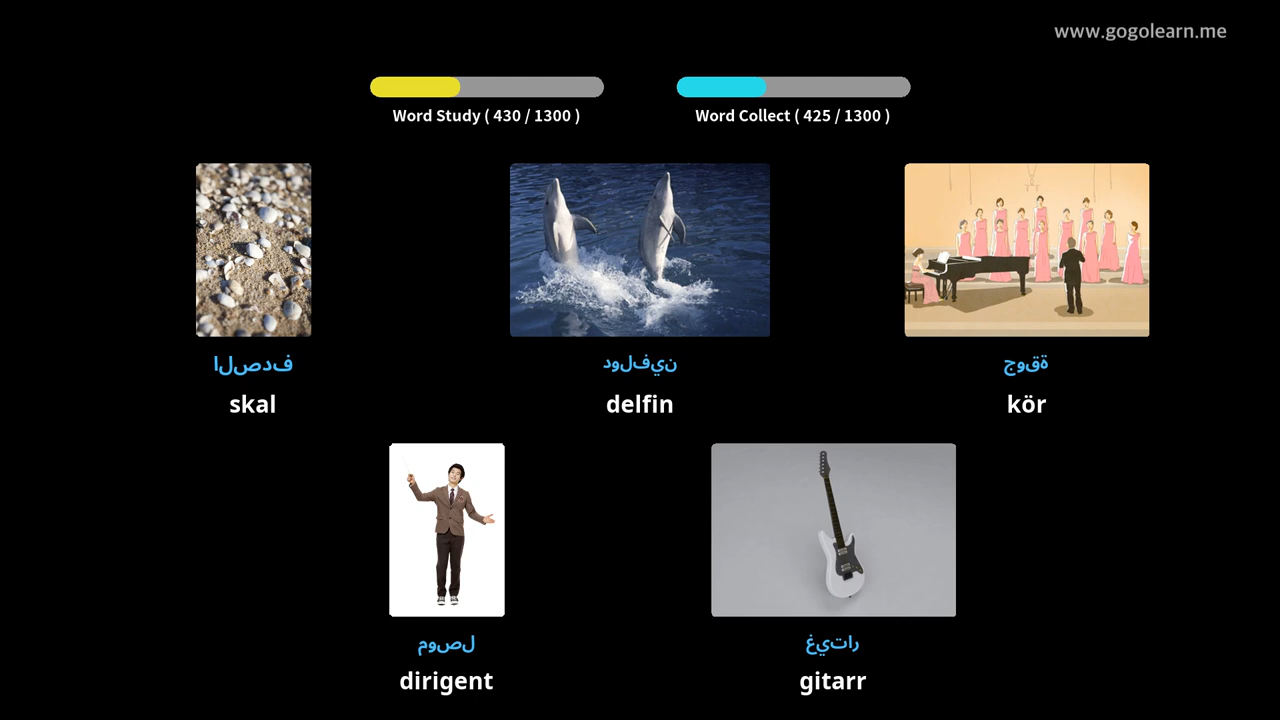 www.gogolearn.me
Word Study ( 430 / 1300 )
Word Collect ( 425 / 1300 )
الصدف
دولفين
جوقة
skal
delfin
kör
موصل
غيتار
dirigent
gitarr